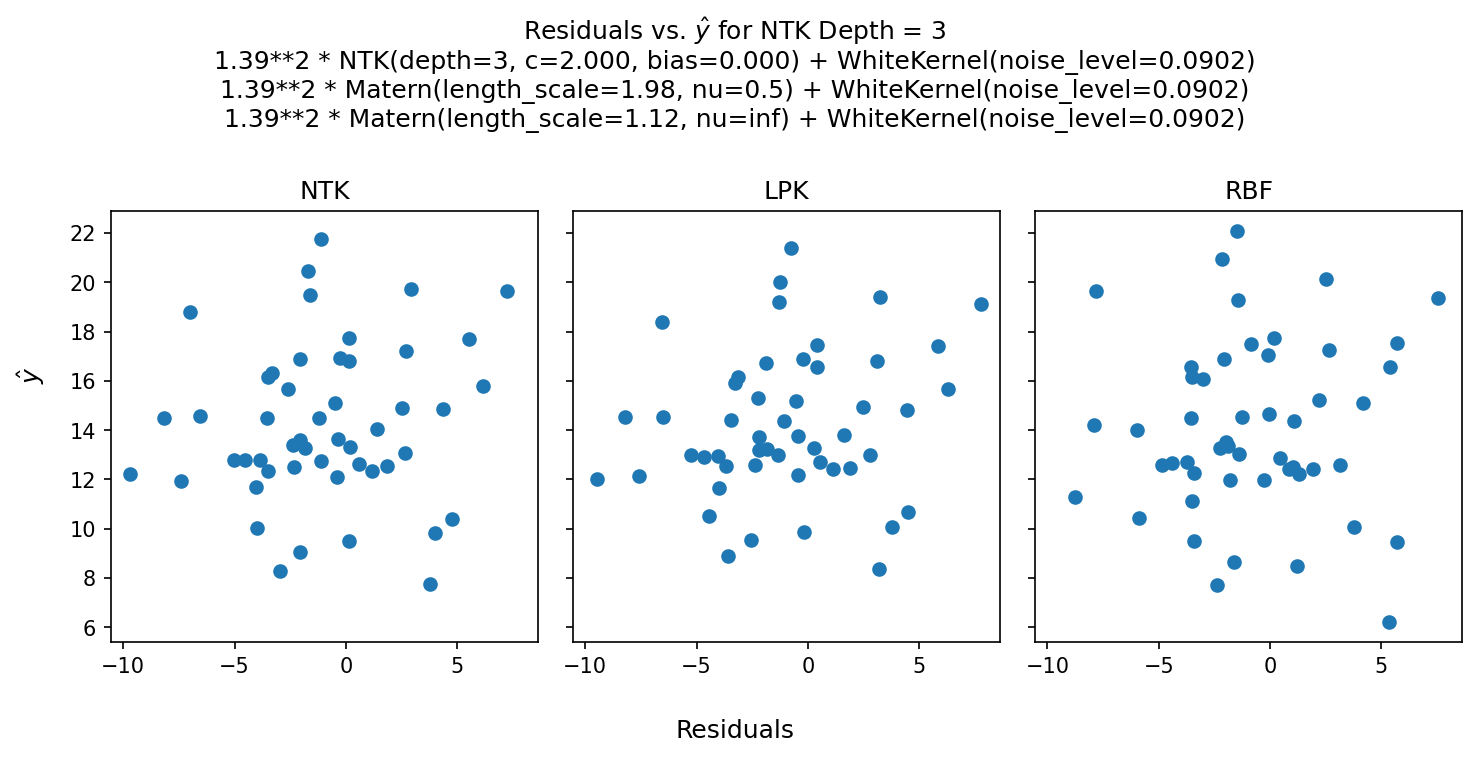 Residuals vs. ŷ for NTK Depth = 3
1.39**2 * NTK(depth=3, c=2.000, bias=0.000) + WhiteKernel(noise_level=0.0902)
1.39**2 * Matern(length_scale=1.98, nu=0.5) + WhiteKernel(noise_level=0.0902)
1.39**2 * Matern(length_scale=1.12, nu=inf) + WhiteKernel(noise_level=0.0902)
NTK LPK RBF
22
20
18
16
14
12
10
8
6
ŷ
−10 −5 0 5 −10 −5 0 5 −10 −5 0 5
Residuals